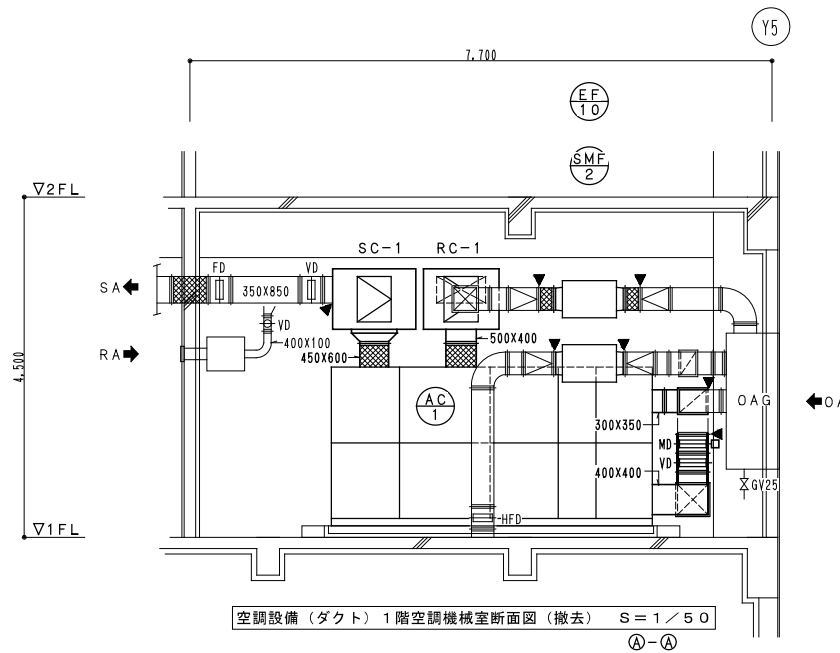 Y5
7,700
EF
10
SMF
2
▽2FL
SC-1 RC-1
FD
VD
SA
350X850
VD
500X400
400X100
RA
450X600
4,500
AC
1
OAG
OA
300X350
MD
VD
400X400
GV25
HFD
▽1FL
空調設備（ダクト）1階空調機械室断面図（撤去） S=1/50
Ⓐ-Ⓐ